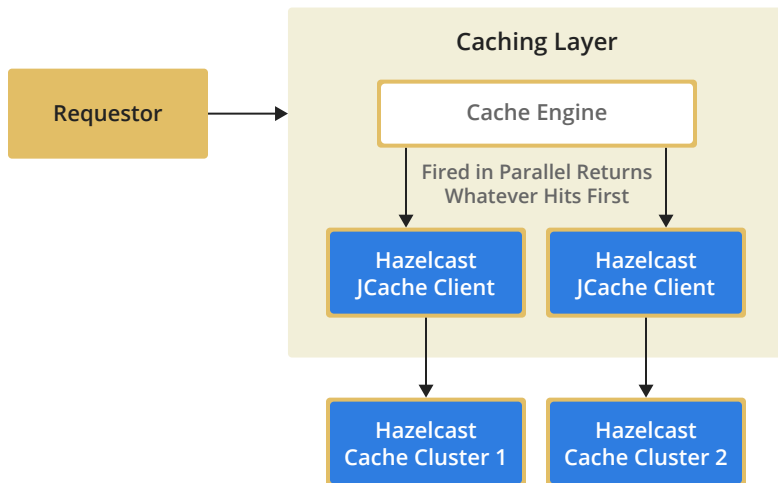 Caching Layer
Requestor
Cache Engine
Fired in Parallel Returns
Whatever Hits First
Hazelcast
JCache Client
Hazelcast
JCache Client
Hazelcast
Cache Cluster 1
Hazelcast
Cache Cluster 2